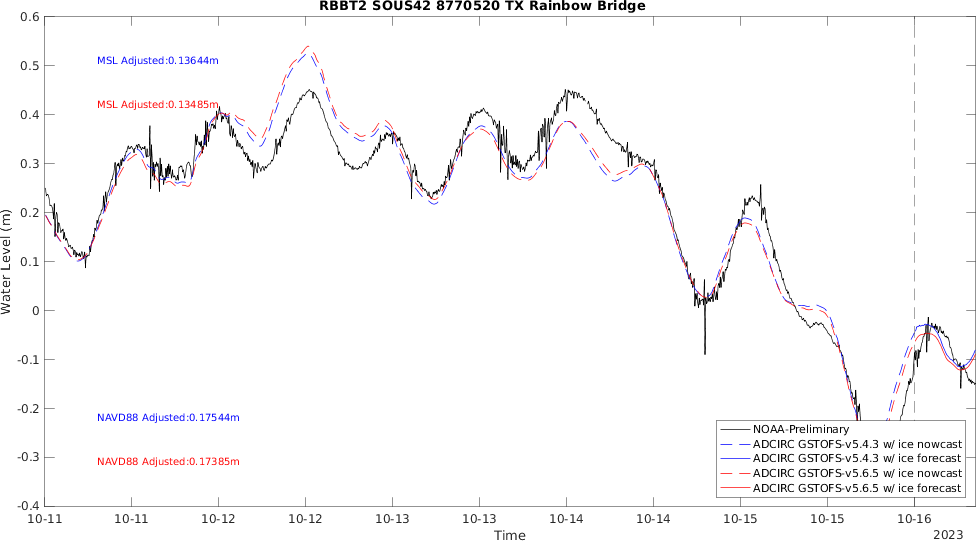 RBBT2 SOUS42 8770520 TX Rainbow Bridge
0.6
0.5
0.4
0.3
0.2
0.1
0
-0.1
-0.2
-0.3
-0.4
Water Level (m)
MSL Adjusted:0.13644m
MSL Adjusted:0.13485m
NAVD88 Adjusted:0.17544m
NAVD88 Adjusted:0.17385m
NOAA-Preliminary
ADCIRC GSTOFS-v5.4.3 w/ ice nowcast
ADCIRC GSTOFS-v5.4.3 w/ ice forecast
ADCIRC GSTOFS-v5.6.5 w/ ice nowcast
ADCIRC GSTOFS-v5.6.5 w/ ice forecast
10-11 10-11 10-12 10-12 10-13 10-13 10-14 10-14 10-15 10-15 10-16
Time
2023